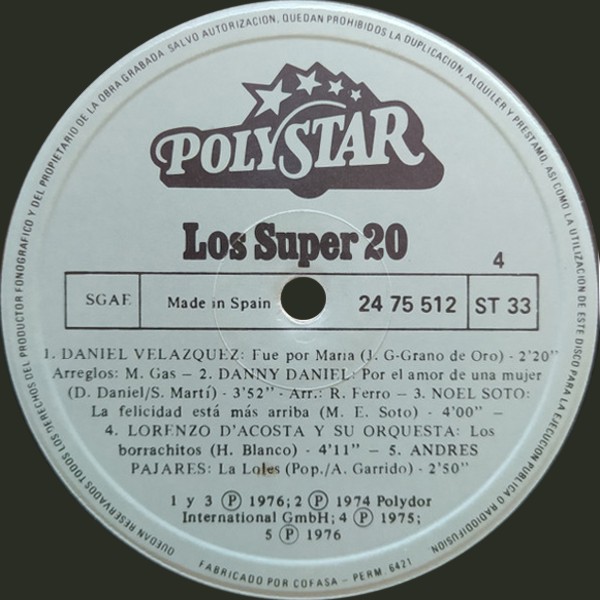 QUEDAN RESERVADOS TODOS LOS DERECHOS DEL PRODUCTOR FONOGRAFICO Y DEL PROPIETARIO DE LA OBRA GRABADA. SALVO AUTORIZACION, QUEDAN PROHIBIDOS LA DUPLICACION, ALQUILER Y PRESTAMO, ASI COMO LA UTILIZACION DE ESTE DISCO PARA LA EJECUCION PUBLICA O RADIODIFUSION
POLYSTAR
Los Super 20
4
SGAE Made in Spain 24 75 512 ST 33
1. DANIEL VELAZQUEZ: Fue por Maria (J. G-Grano de Oro) - 2'20"
Arreglos: M. Gas – 2. DANNY DANIEL: Por el amor de una mujer
(D. Daniel/S. Martí) - 3'52" - Arr.: R. Ferro – 3. NOEL SOTO:
La felicidad está más arriba (M. E. Soto) - 4'00" –
4. LORENZO D'ACOSTA Y SU ORQUESTA: Los
borrachitos (H. Blanco) - 4'11" – 5. ANDRES
PAJARES: La Loles (Pop./A. Garrido) - 2'50"
1 y 3 Ⓟ 1976; 2 Ⓟ 1974 Polydor
International GmbH; 4 Ⓟ 1975;
5 Ⓟ 1976
FABRICADO POR COFASA – PERM. 6421